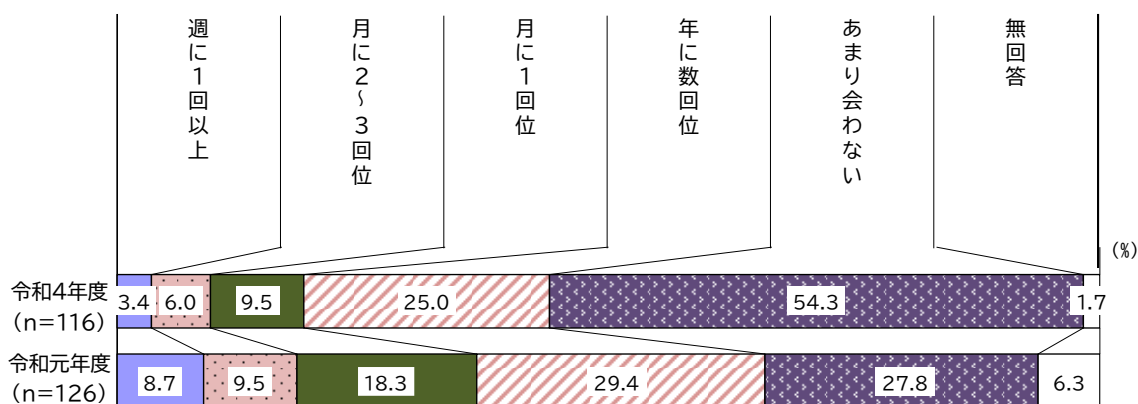 週に1回以上
月に2～3回位
月に1回位
年に数回位
あまり会わない
無回答
(%)
令和4年度
(n=116)
3.4 6.0 9.5 25.0 54.3 1.7
令和元年度
(n=126)
8.7 9.5 18.3 29.4 27.8 6.3